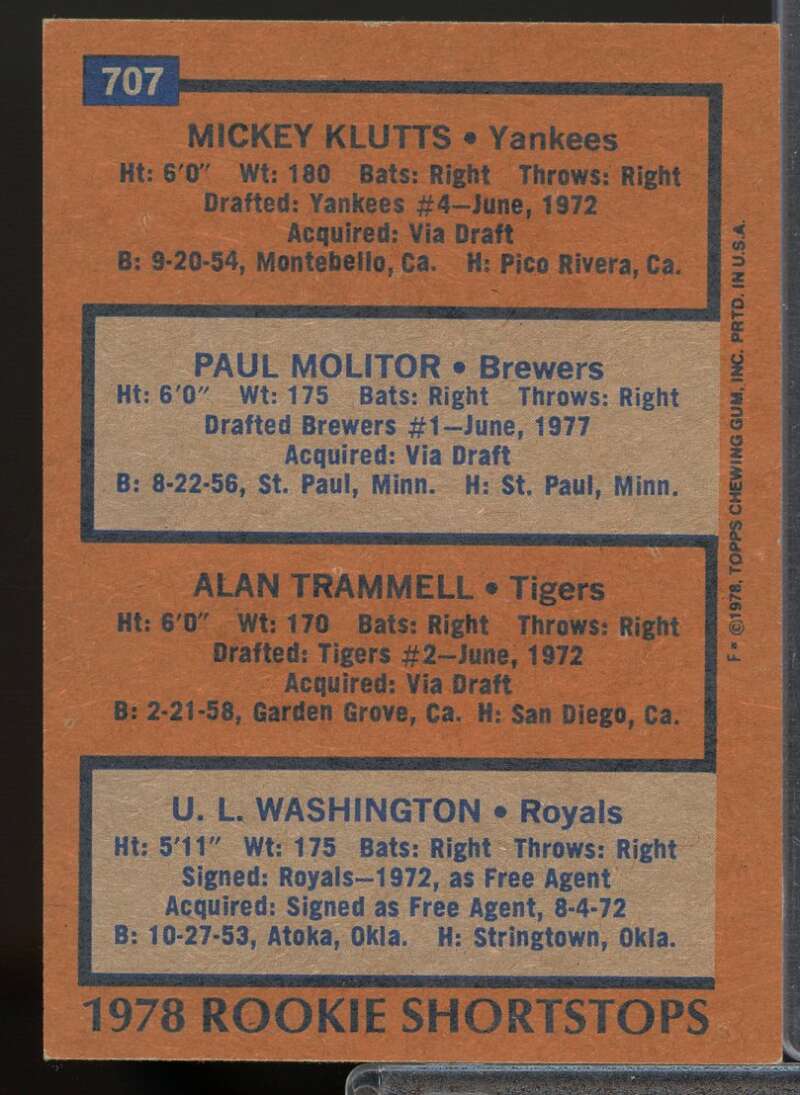 707
MICKEY KLUTTS • Yankees
Ht: 6'0" Wt: 180 Bats: Right Throws: Right
Drafted: Yankees #4—June, 1972
Acquired: Via Draft
B: 9-20-54, Montebello, Ca. H: Pico Rivera, Ca.
PAUL MOLITOR • Brewers
Ht: 6'0" Wt: 175 Bats: Right Throws: Right
Drafted Brewers #1—June, 1977
Acquired: Via Draft
B: 8-22-56, St. Paul, Minn. H: St. Paul, Minn.
ALAN TRAMMELL • Tigers
Ht: 6'0" Wt: 170 Bats: Right Throws: Right
Drafted: Tigers #2—June, 1972
Acquired: Via Draft
B: 2-21-58, Garden Grove, Ca. H: San Diego, Ca.
U. L. WASHINGTON • Royals
Ht: 5'11" Wt: 175 Bats: Right Throws: Right
Signed: Royals—1972, as Free Agent
Acquired: Signed as Free Agent, 8-4-72
B: 10-27-53, Atoka, Okla. H: Stringtown, Okla.
1978 ROOKIE SHORTSTOPS
F* ©1978, TOPPS CHEWING GUM, INC. PRTD. IN U.S.A.